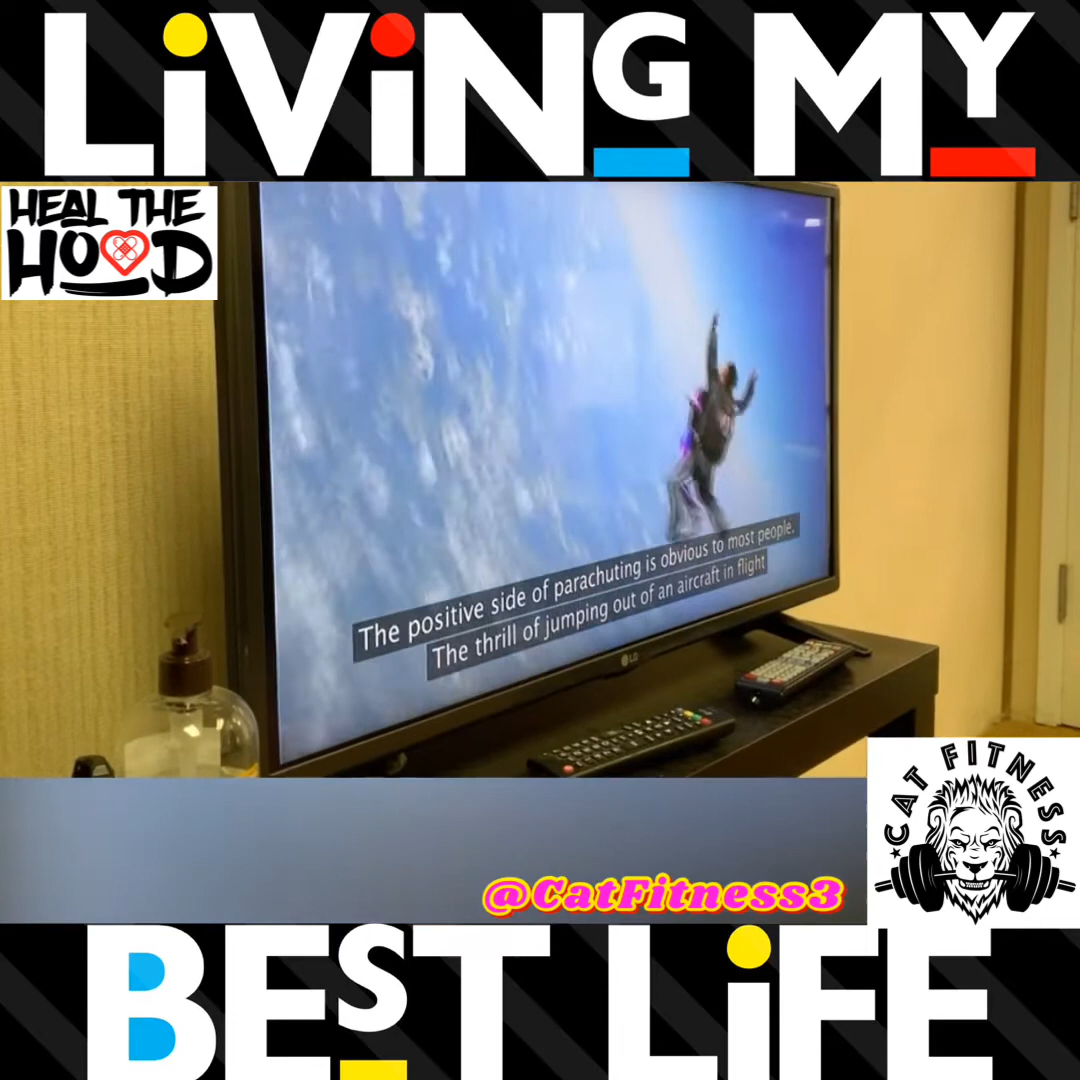 LiViNG MY
HEAL THE
HOOD
The positive side of parachuting is obvious to most people.
The thrill of jumping out of an aircraft in flight
LG
CAT FITNESS
@CatFitness3
BEST LiFE